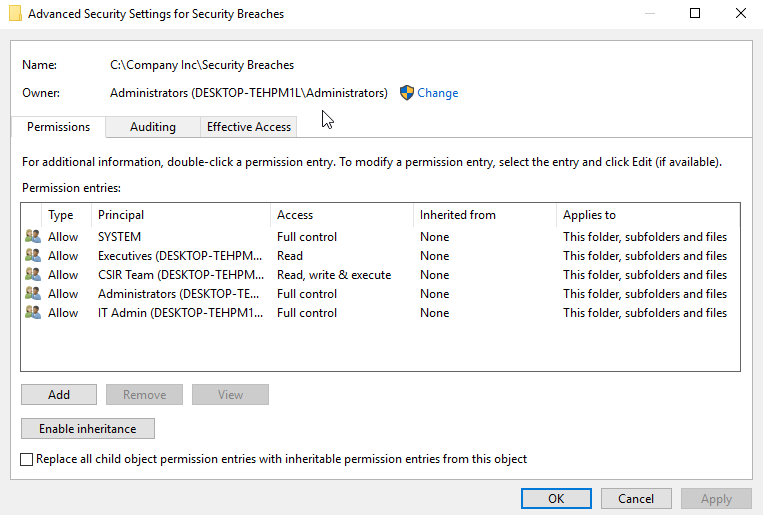 Advanced Security Settings for Security Breaches
Name: C:\Company Inc\Security Breaches
Owner: Administrators (DESKTOP-TEHPM1L\Administrators) Change
Permissions Auditing Effective Access
For additional information, double-click a permission entry. To modify a permission entry, select the entry and click Edit (if available).
Permission entries:
Type Principal Access Inherited from Applies to
Allow SYSTEM Full control None This folder, subfolders and files
Allow Executives (DESKTOP-TEHPM... Read None This folder, subfolders and files
Allow CSIR Team (DESKTOP-TEHPM... Read, write & execute None This folder, subfolders and files
Allow Administrators (DESKTOP-TE... Full control None This folder, subfolders and files
Allow IT Admin (DESKTOP-TEHPM1... Full control None This folder, subfolders and files
Add Remove View
Enable inheritance
Replace all child object permission entries with inheritable permission entries from this object
OK Cancel Apply